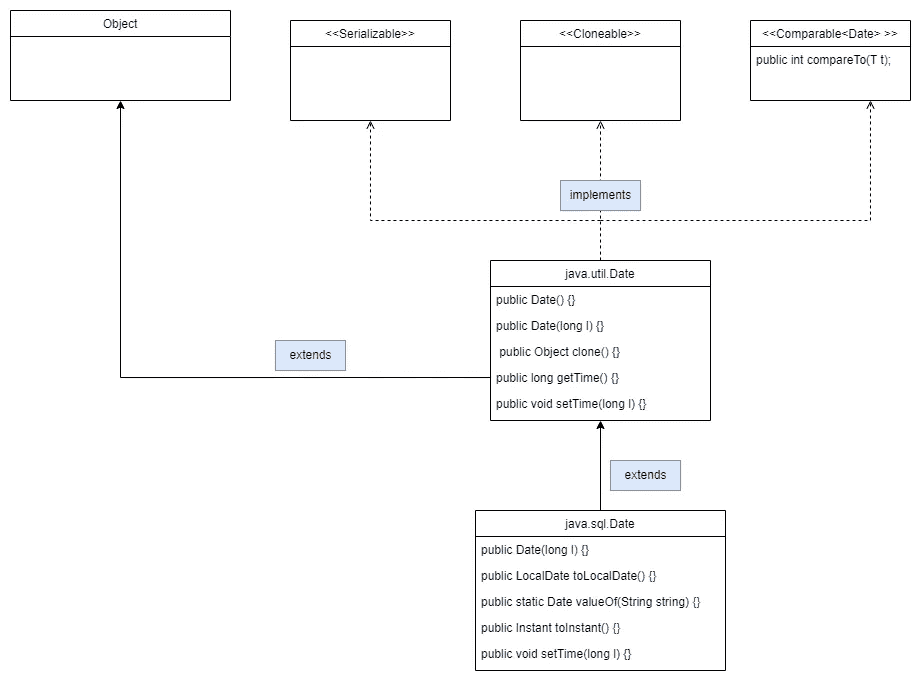 Object
<<Serializable>>
<<Cloneable>>
<<Comparable<Date> >>
public int compareTo(T t);
implements
java.util.Date
public Date() {}
public Date(long l) {}
public Object clone() {}
public long getTime() {}
public void setTime(long l) {}
extends
extends
java.sql.Date
public Date(long l) {}
public LocalDate toLocalDate() {}
public static Date valueOf(String string) {}
public Instant toInstant() {}
public void setTime(long l) {}